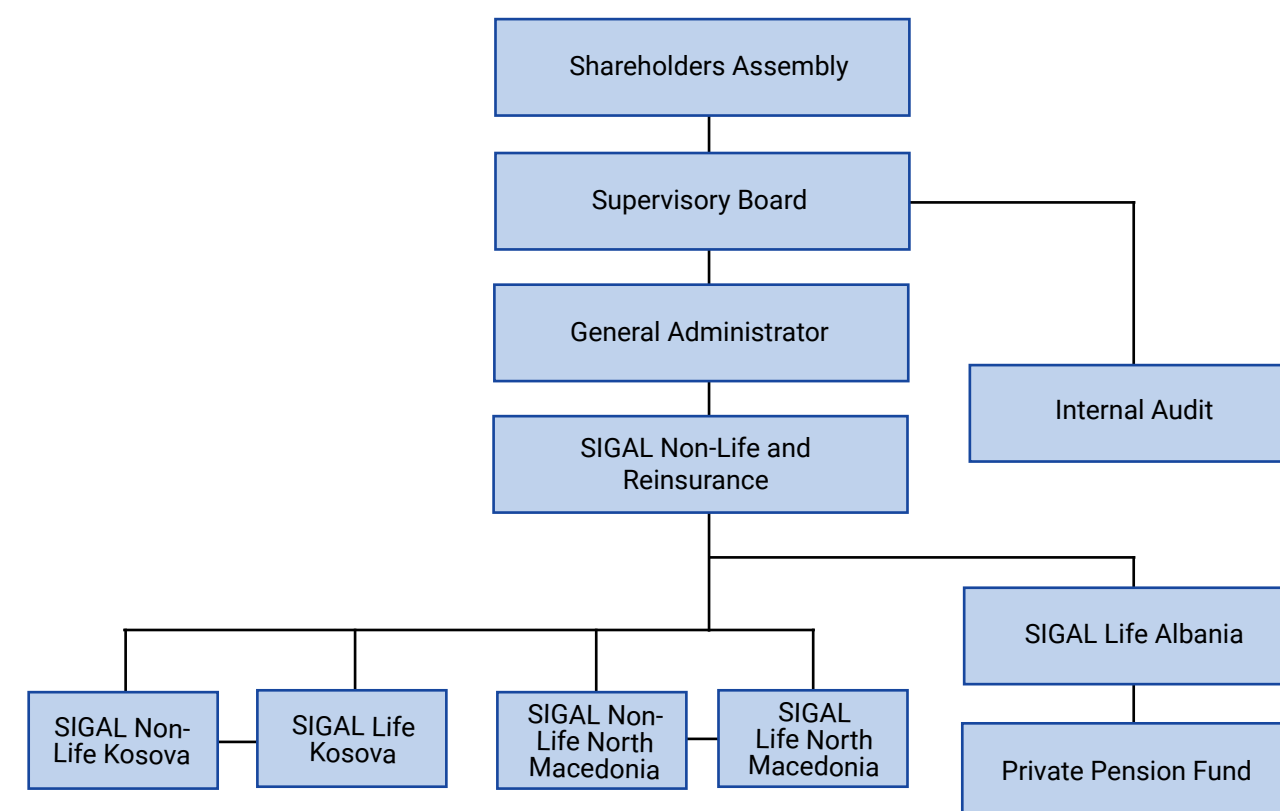 Shareholders Assembly
Supervisory Board
General Administrator
Internal Audit
SIGAL Non-Life and
Reinsurance
SIGAL Life Albania
SIGAL Non-
Life Kosova
SIGAL Life
Kosova
SIGAL Non-
Life North
Macedonia
SIGAL
Life North
Macedonia
Private Pension Fund